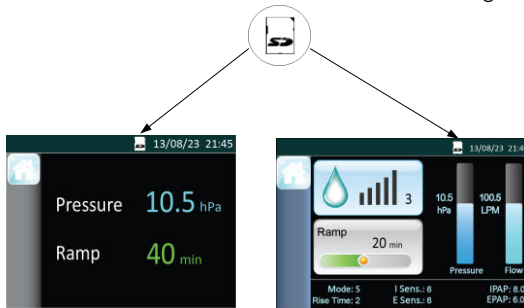 SD
13/08/23 21:45
Pressure 10.5 hPa
Ramp 40 min
13/08/23 21:4
3
Ramp
20 min
10.5
hPa
100.5
LPM
Pressure Flow
Mode: S I Sens.: 6 IPAP: 8.0
Rise Time: 2 E Sens.: 6 EPAP: 6.0